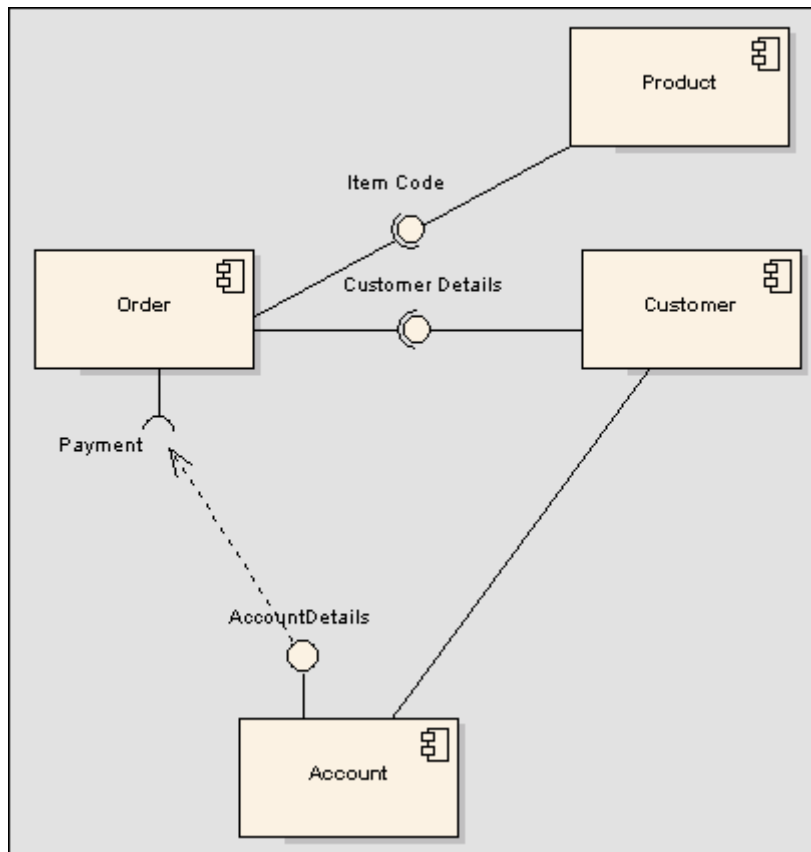 Product
Item Code
Order
Customer Details
Customer
Payment
AccountDetails
Account